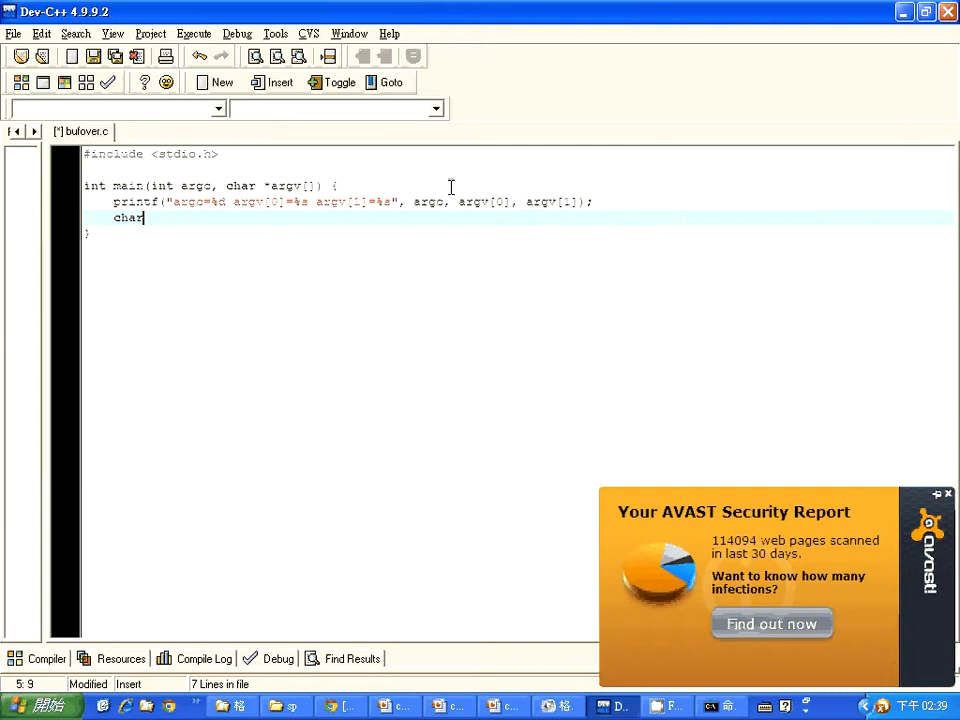 Dev-C++ 4.9.9.2
File Edit Search View Project Execute Debug Tools CVS Window Help
New Insert Toggle Goto
[*] bufover.c
#include <stdio.h>
int main(int argc, char *argv[]) {
printf("argc=%d argv[0]=%s argv[1]=%s", argc, argv[0], argv[1]);
char
}
Your AVAST Security Report
114094 web pages scanned
in last 30 days.
Want to know how many
infections?
Find out now
avast!
Compiler Resources Compile Log Debug Find Results
5: 9 Modified Insert 7 Lines in file
開始 格 sp [... c... c... c... 格 D.. F... 命. 下午 02:39